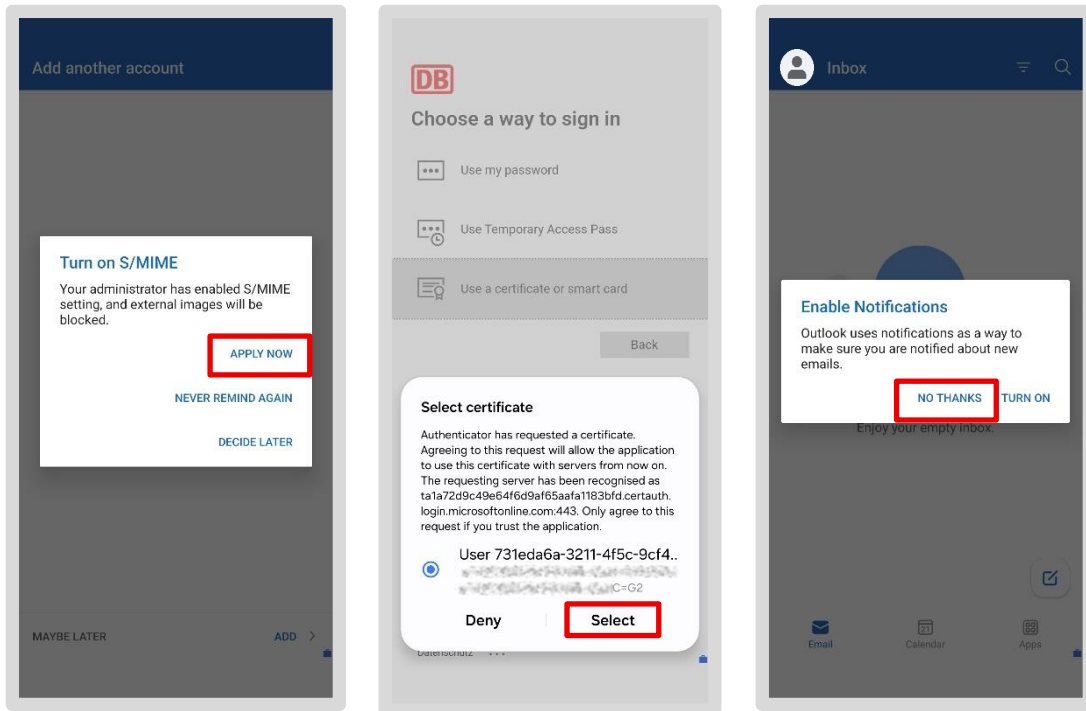 Add another account
Turn on S/MIME
Your administrator has enabled S/MIME
setting, and external images will be
blocked.
APPLY NOW
NEVER REMIND AGAIN
DECIDE LATER
MAYBE LATER
ADD
DB
Choose a way to sign in
Use my password
Use Temporary Access Pass
Use a certificate or smart card
Back
Select certificate
Authenticator has requested a certificate.
Agreeing to this request will allow the application
to use this certificate with servers from now on.
The requesting server has been recognised as
ta1a72d9c49e64f6d9af65aafa1183bfd.certauth.
login.microsoftonline.com:443. Only agree to this
request if you trust the application.
User 731eda6a-3211-4f5c-9cf4..
C=G2
Deny
Select
Datenschutz ...
Inbox
Enable Notifications
Outlook uses notifications as a way to
make sure you are notified about new
emails.
NO THANKS
TURN ON
Enjoy your empty inbox.
Email
21
Calendar
Apps